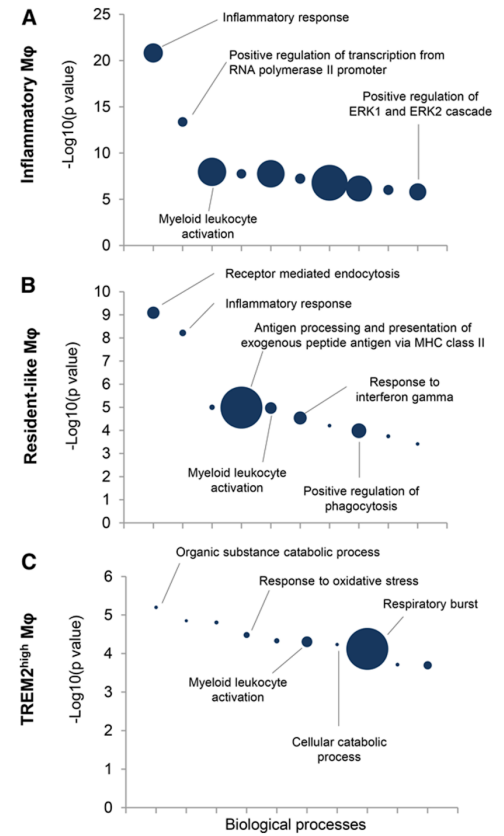 A
Inflammatory Mφ
-Log10(p value)
25
20
15
10
5
0
Inflammatory response
Positive regulation of transcription from
RNA polymerase II promoter
Positive regulation of
ERK1 and ERK2 cascade
Myeloid leukocyte
activation
B
Resident-like Mφ
-Log10(p value)
10
9
8
7
6
5
4
3
2
1
0
Receptor mediated endocytosis
Inflammatory response
Antigen processing and presentation of
exogenous peptide antigen via MHC class II
Response to
interferon gamma
Myeloid leukocyte
activation
Positive regulation of
phagocytosis
C
TREM2high Mφ
-Log10(p value)
6
5
4
3
2
1
0
Organic substance catabolic process
Response to oxidative stress
Respiratory burst
Myeloid leukocyte
activation
Cellular catabolic
process
Biological processes